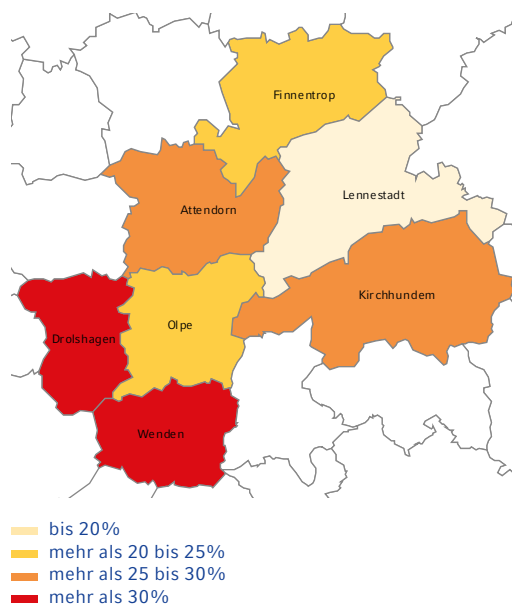 Finnentrop
Lennestadt
Attendorn
Kirchhundem
Olpe
Drolshagen
Wenden
bis 20%
mehr als 20 bis 25%
mehr als 25 bis 30%
mehr als 30%